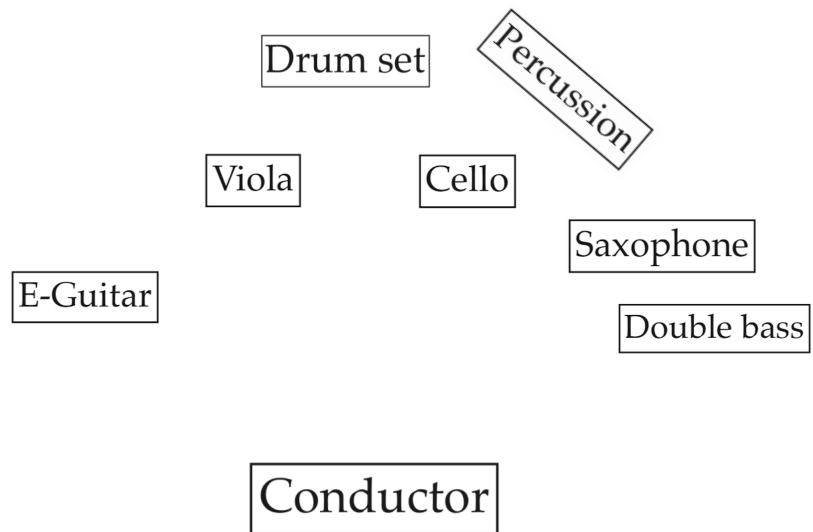 Drum set
Percussion
Viola
Cello
Saxophone
E-Guitar
Double bass
Conductor